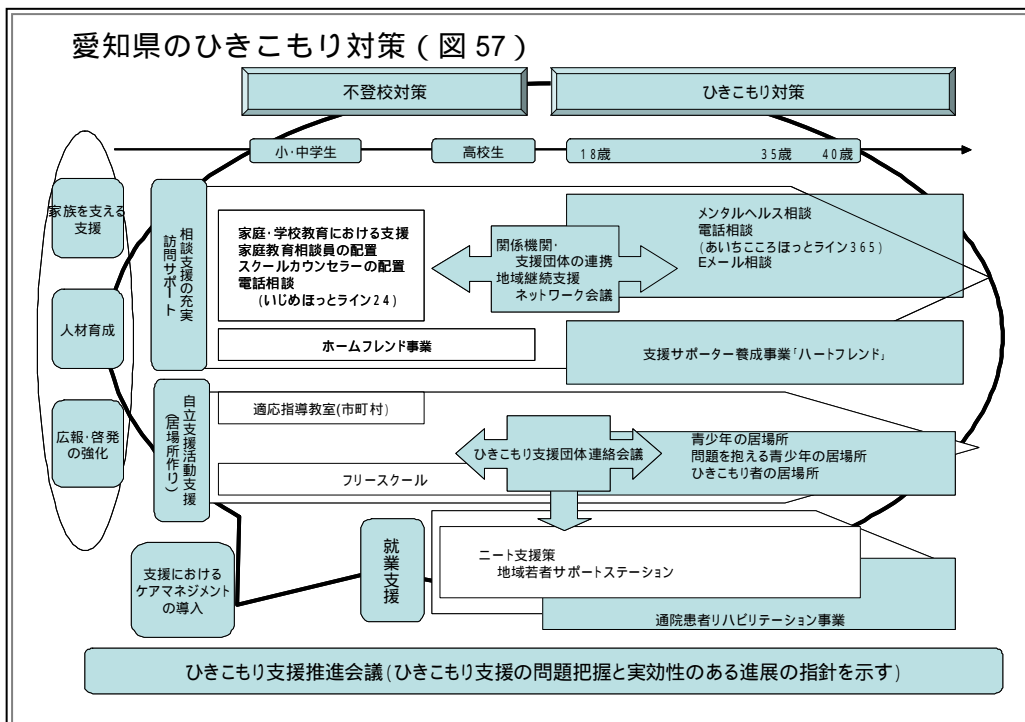 愛知県のひきこもり対策(図57)
不登校対策
ひきこもり対策
小・中学生
高校生
18歳
35歳
40歳
家族を支える
支援
人材育成
広報・啓発
の強化
相談支援の充実
訪問サポート
家庭・学校教育における支援
家庭教育相談員の配置
スクールカウンセラーの配置
電話相談
(いじめほっとライン24)
関係機関・
支援団体の連携
地域継続支援
ネットワーク会議
メンタルヘルス相談
電話相談
(あいちこころほっとライン365)
Eメール相談
ホームフレンド事業
支援サポーター養成事業「ハートフレンド」
自立支援活動支援
(居場所作り)
適応指導教室(市町村)
フリースクール
ひきこもり支援団体連絡会議
青少年の居場所
問題を抱える青少年の居場所
ひきこもり者の居場所
支援における
ケアマネジメント
の導入
就業支援
ニート支援策
地域若者サポートステーション
通院患者リハビリテーション事業
ひきこもり支援推進会議(ひきこもり支援の問題把握と実効性のある進展の指針を示す)